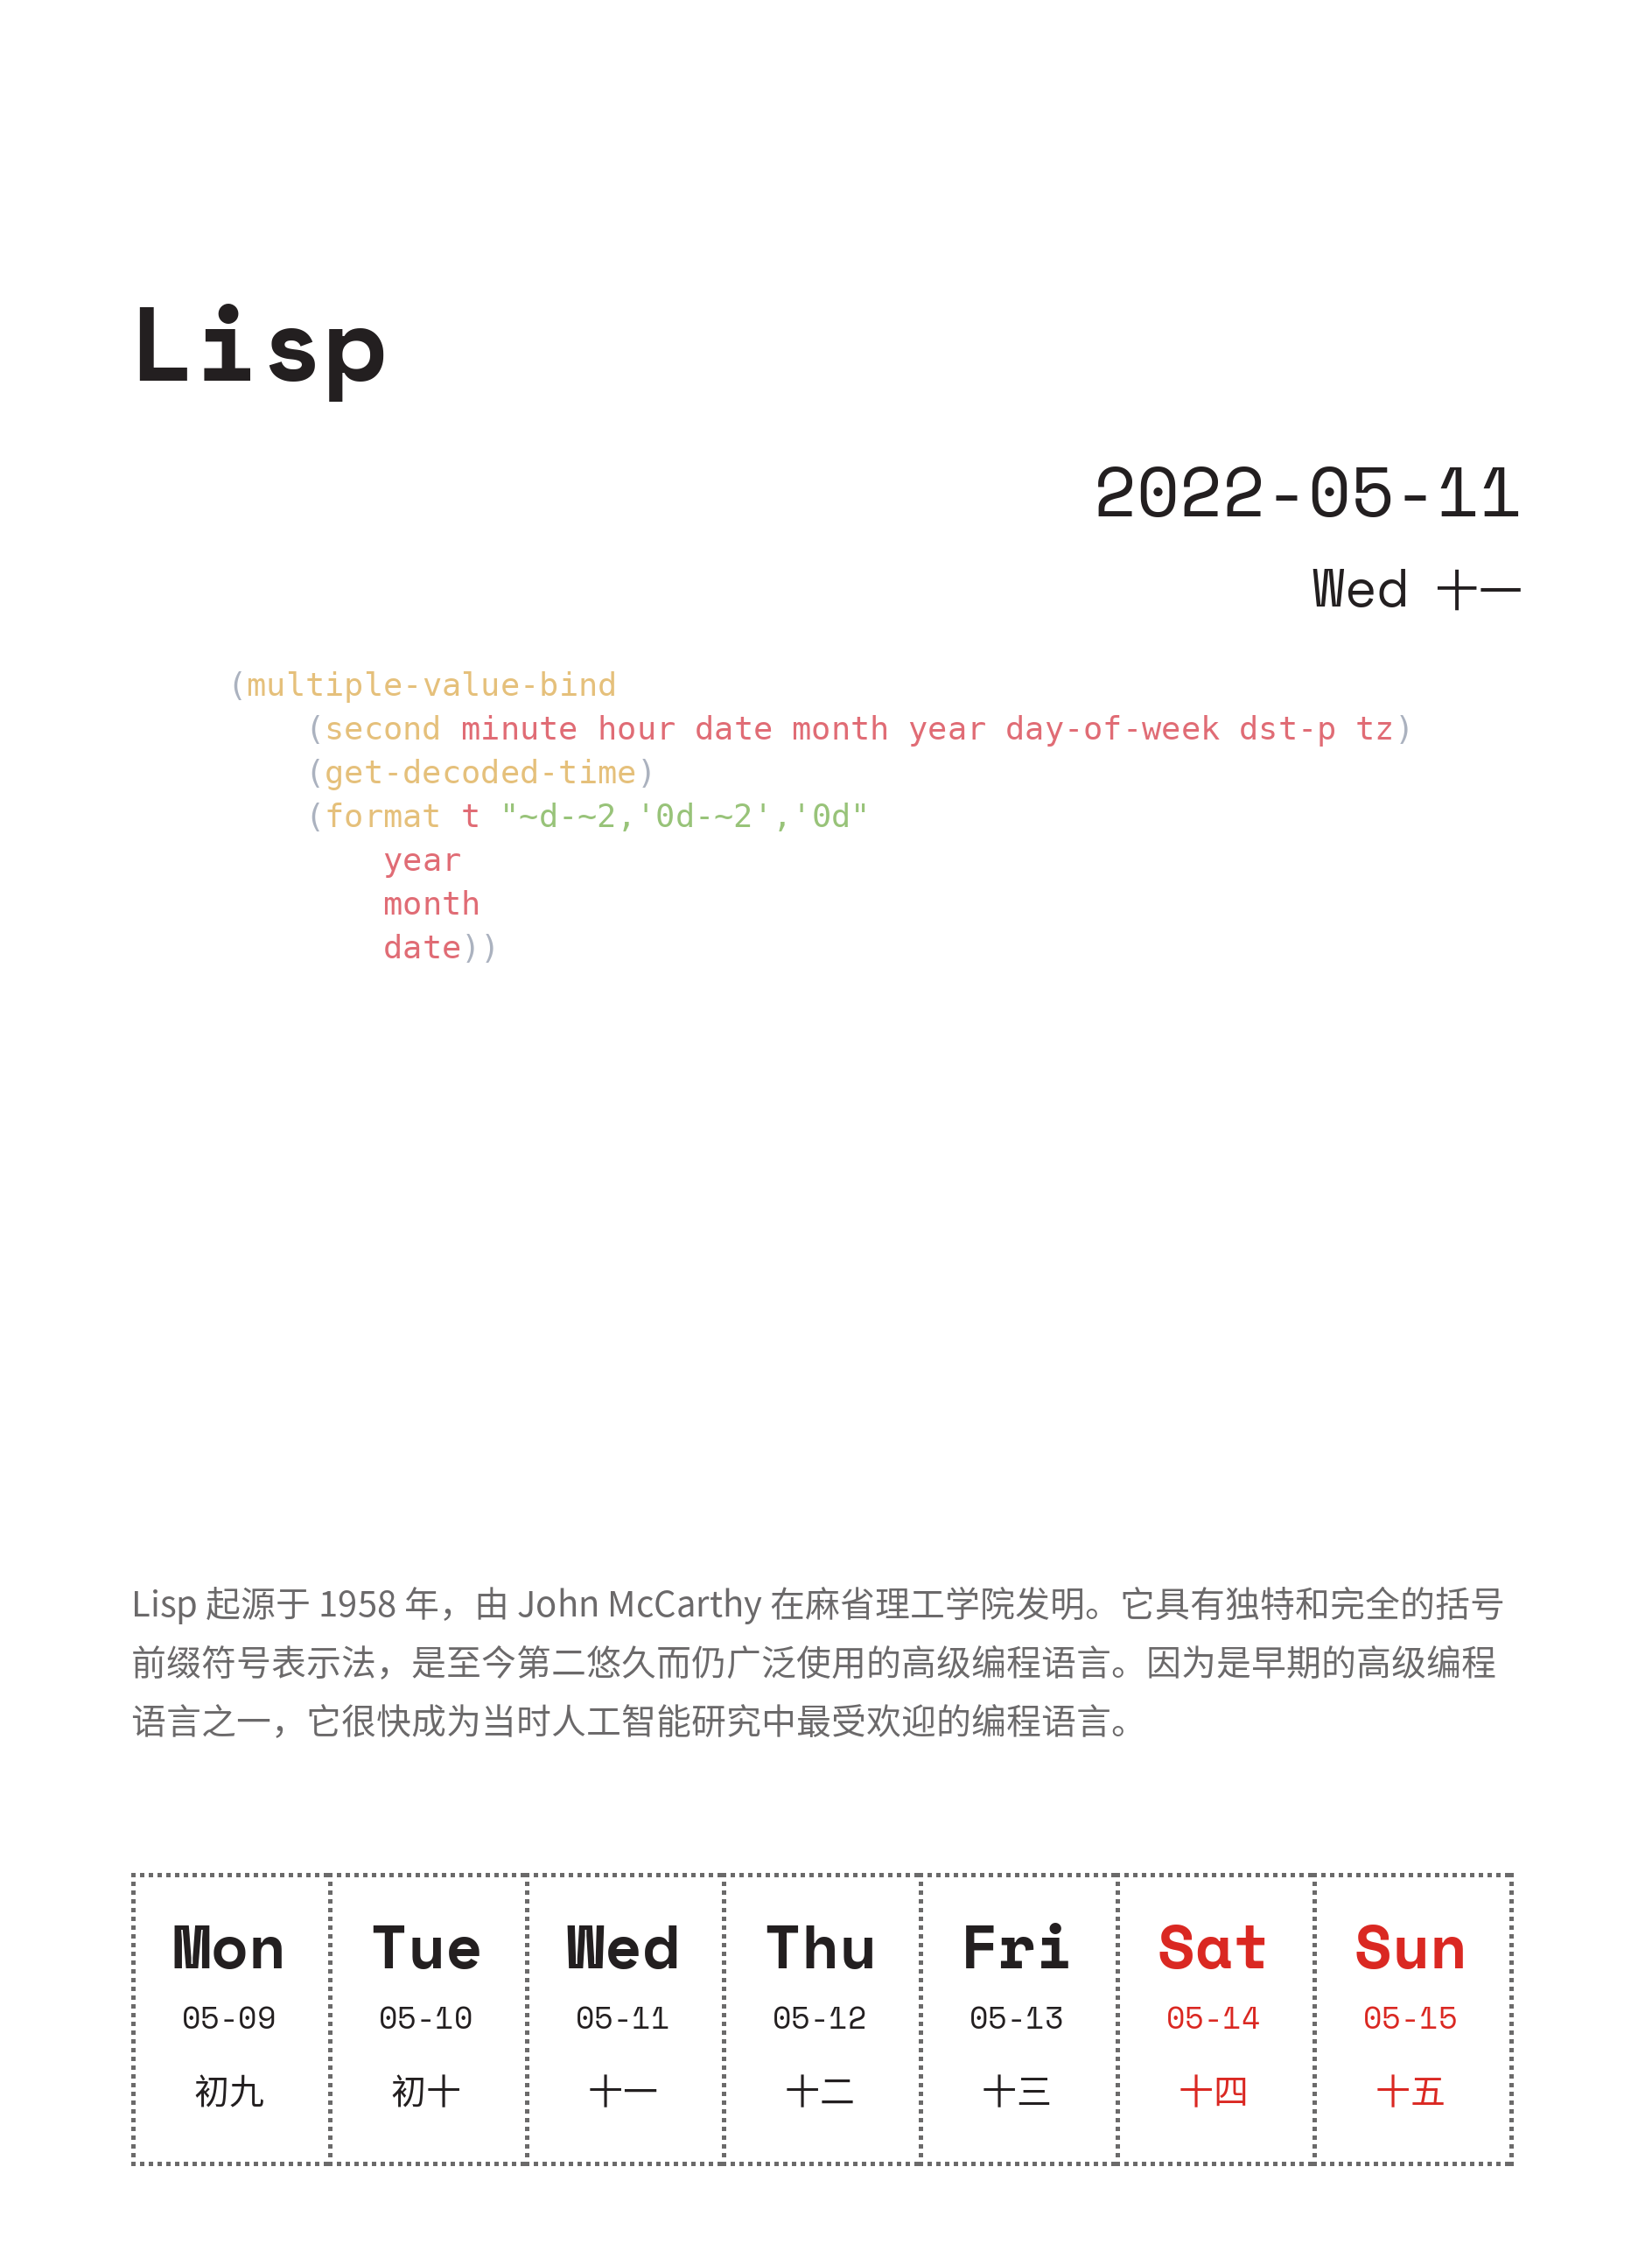 Lisp
2022-05-11
Wed 十一
(multiple-value-bind
    (second minute hour date month year day-of-week dst-p tz)
    (get-decoded-time)
    (format t "~d-~2,'0d-~2','0d"
        year
        month
        date))
Lisp 起源于 1958 年，由 John McCarthy 在麻省理工学院发明。它具有独特和完全的括号
前缀符号表示法，是至今第二悠久而仍广泛使用的高级编程语言。因为是早期的高级编程
语言之一，它很快成为当时人工智能研究中最受欢迎的编程语言。
Mon Tue Wed Thu Fri Sat Sun
05-09 05-10 05-11 05-12 05-13 05-14 05-15
初九 初十 十一 十二 十三 十四 十五